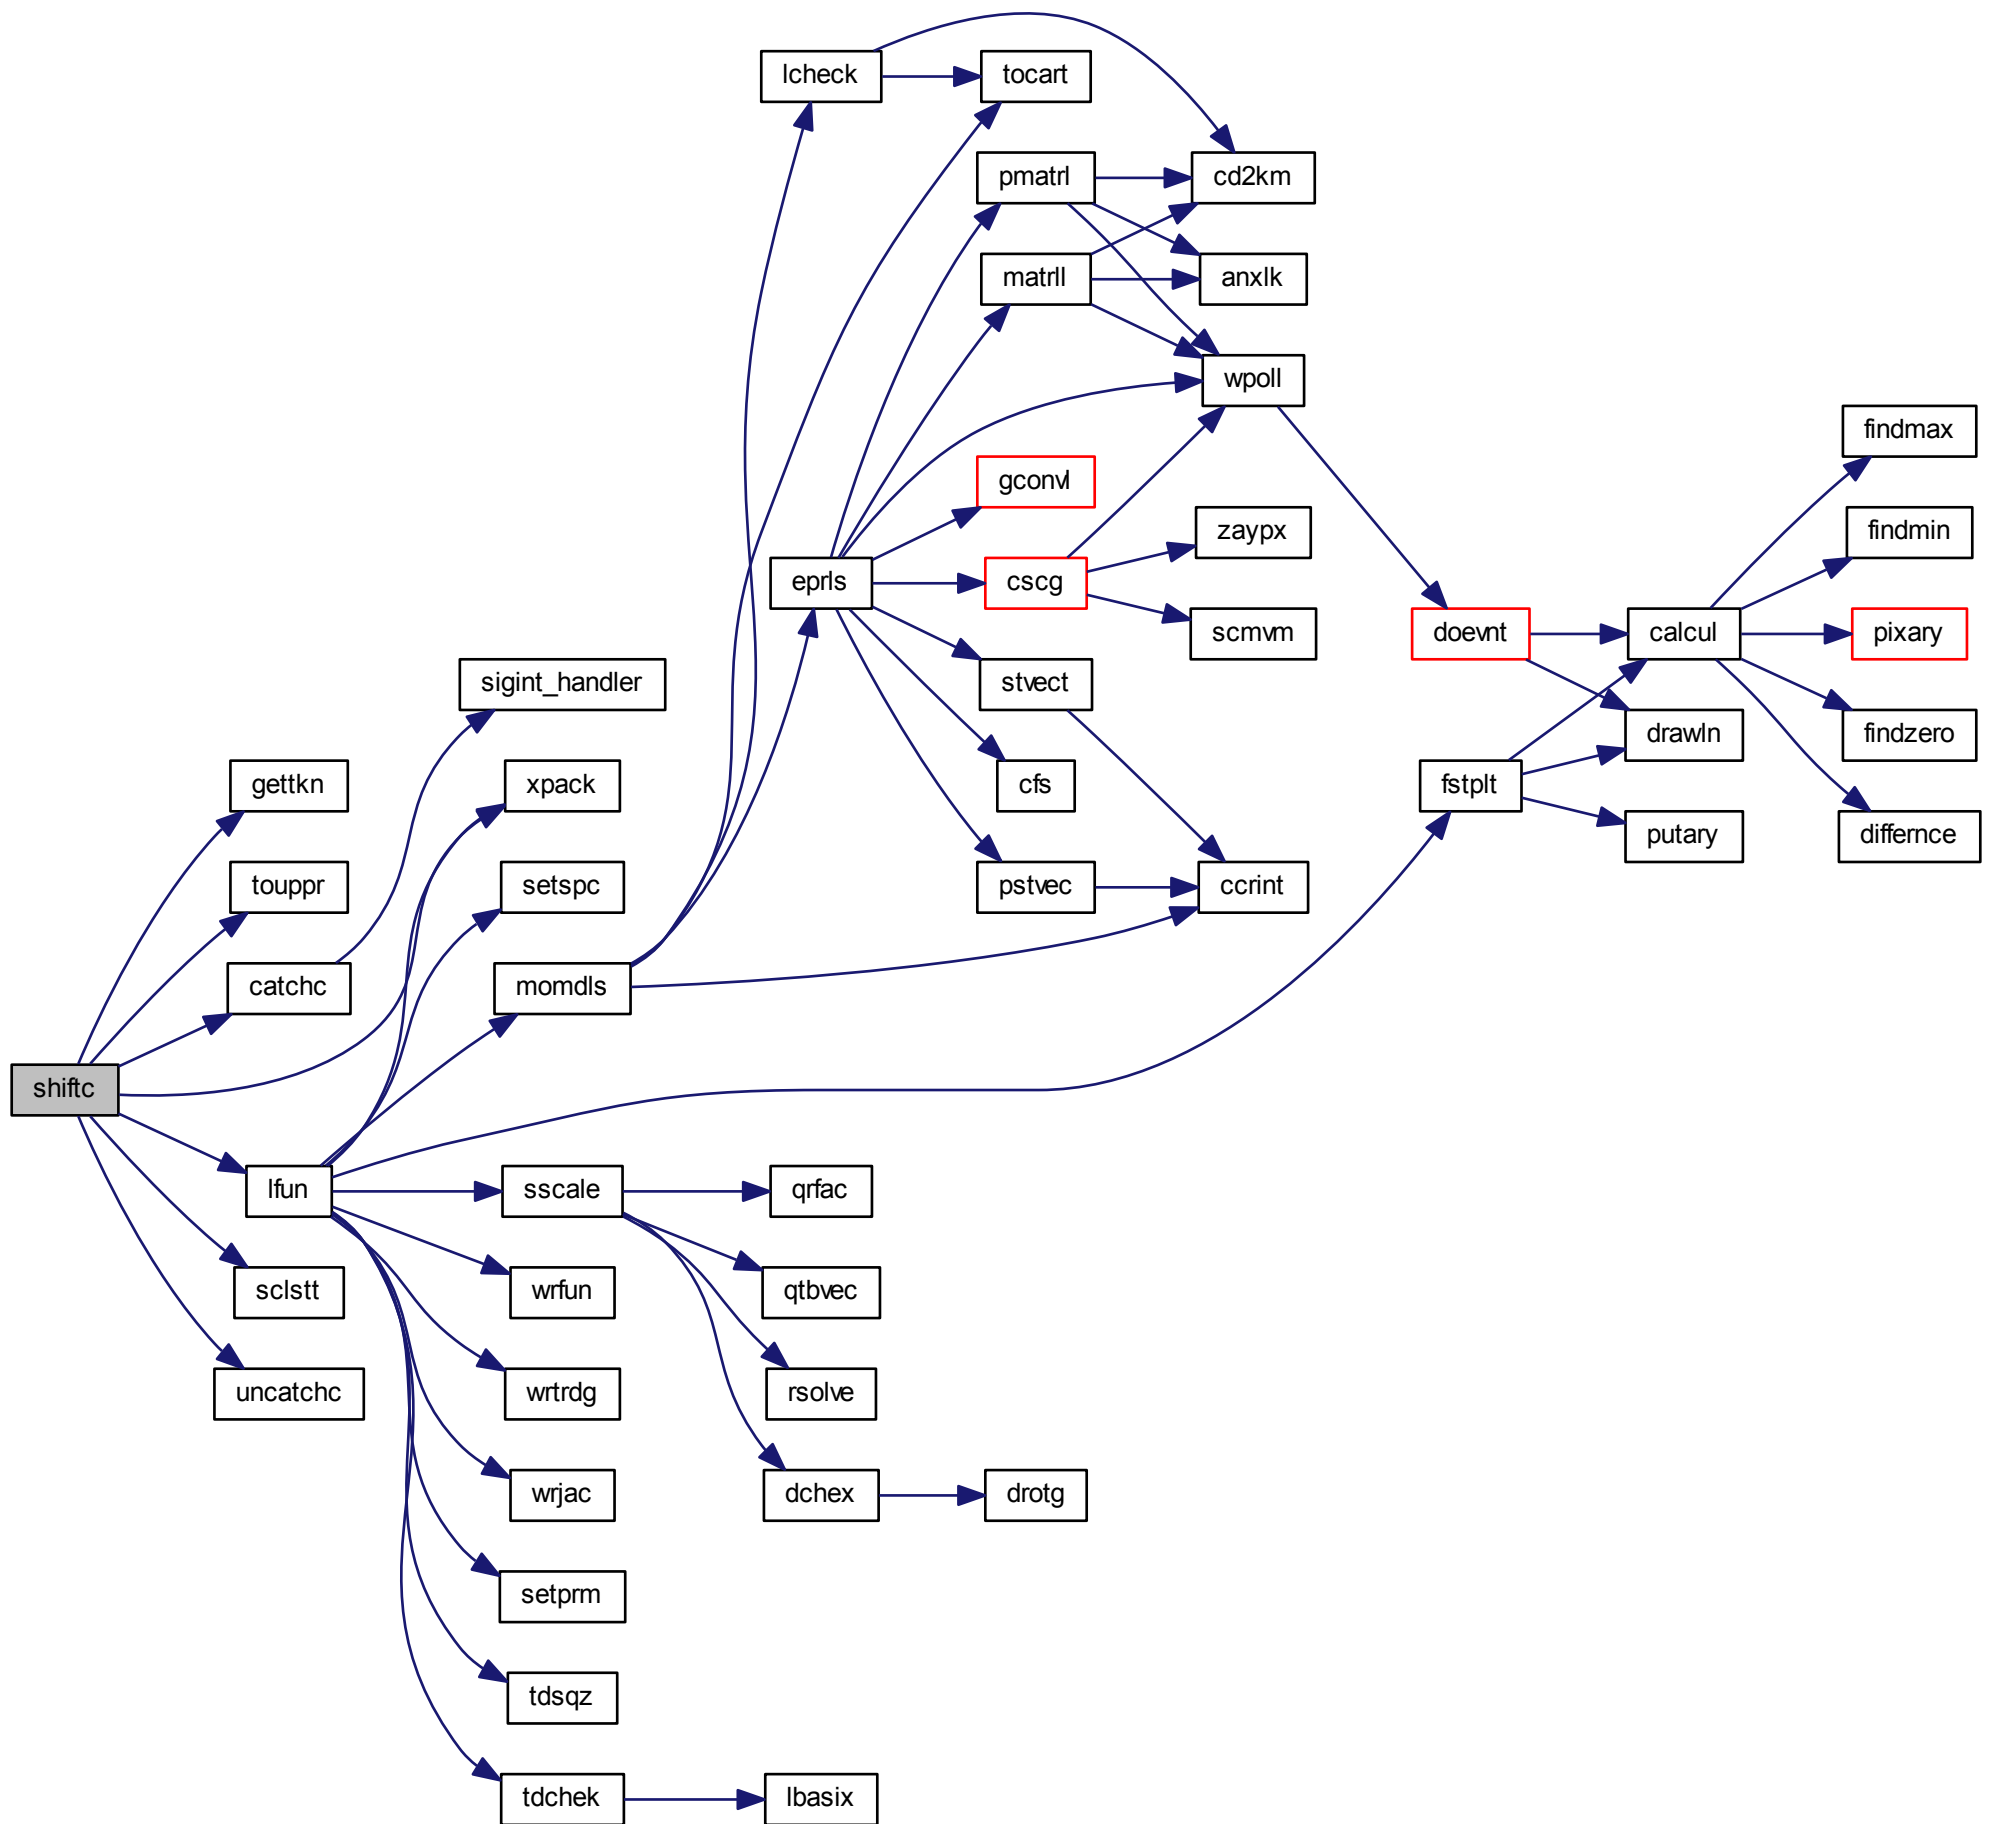 lcheck
tocart
pmatrl
cd2km
matrll
anxlk
wpoll
findmax
gconvl
zaypx
findmin
eprls
cscg
scmvm
doevnt
calcul
pixary
sigint_handler
stvect
drawln
findzero
gettkn
xpack
cfs
fstplt
putary
differnce
touppr
setspc
pstvec
ccrint
catchc
momdls
shiftc
lfun
sscale
qrfac
sclstt
wrfun
qtbvec
uncatchc
wrtrdg
rsolve
wrjac
dchex
drotg
setprm
tdsqz
tdchek
lbasix